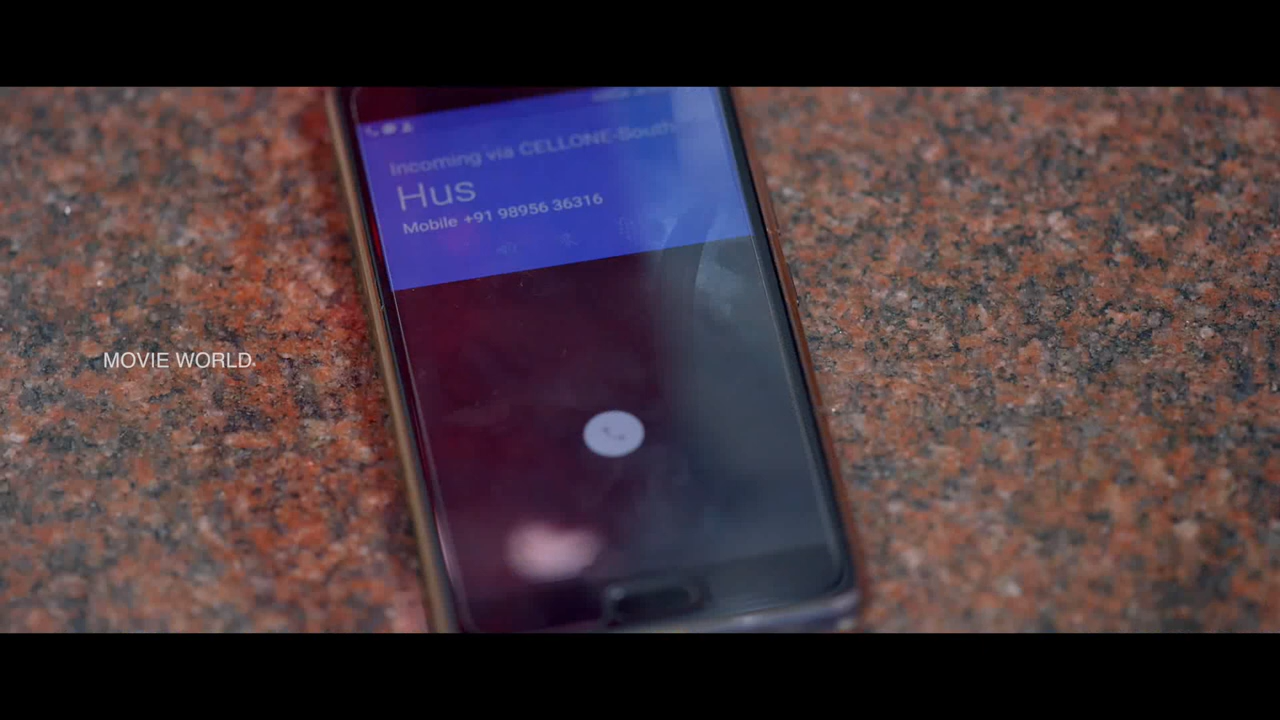 Incoming via CELLONE-South
Hus
Mobile +91 98956 36316
MOVIE WORLD.